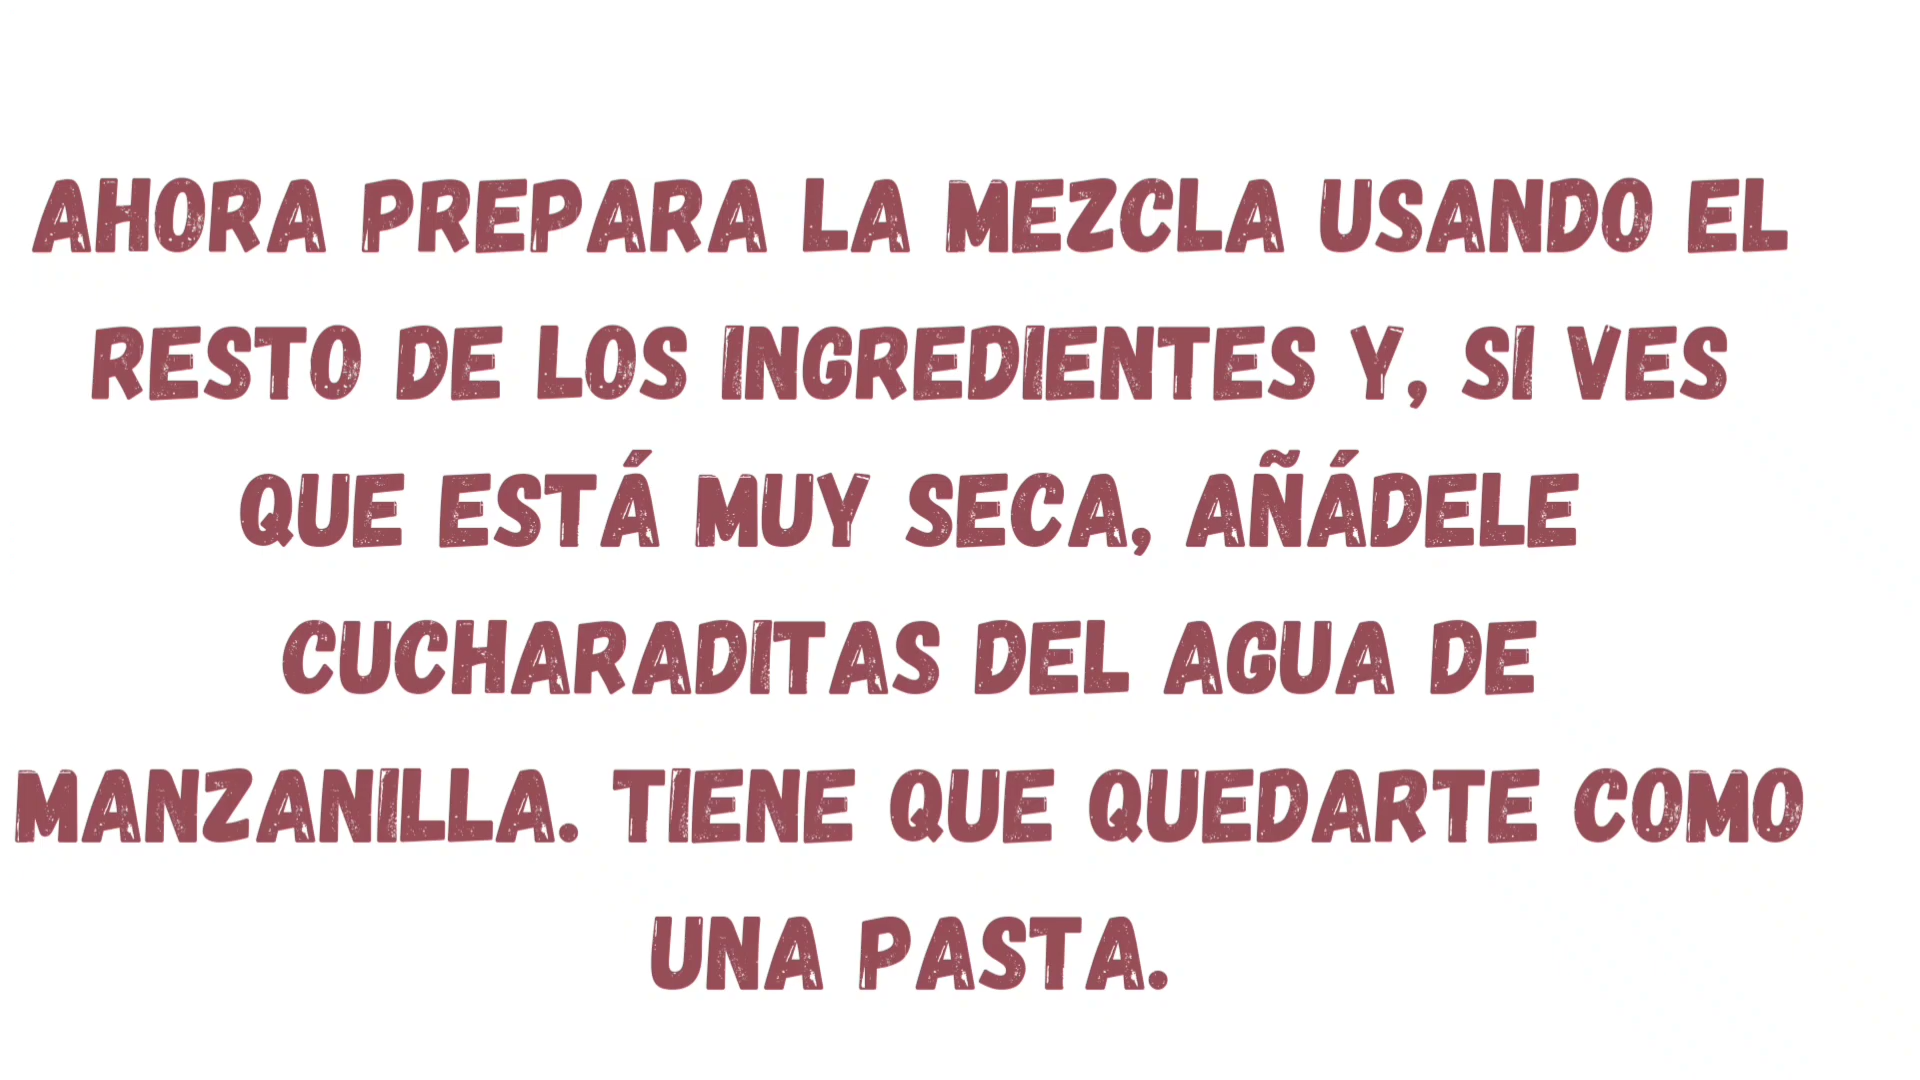 AHORA PREPARA LA MEZCLA USANDO EL
RESTO DE LOS INGREDIENTES Y, SI VES
QUE ESTÁ MUY SECA, AÑÁDELE
CUCHARADITAS DEL AGUA DE
MANZANILLA. TIENE QUE QUEDARTE COMO
UNA PASTA.